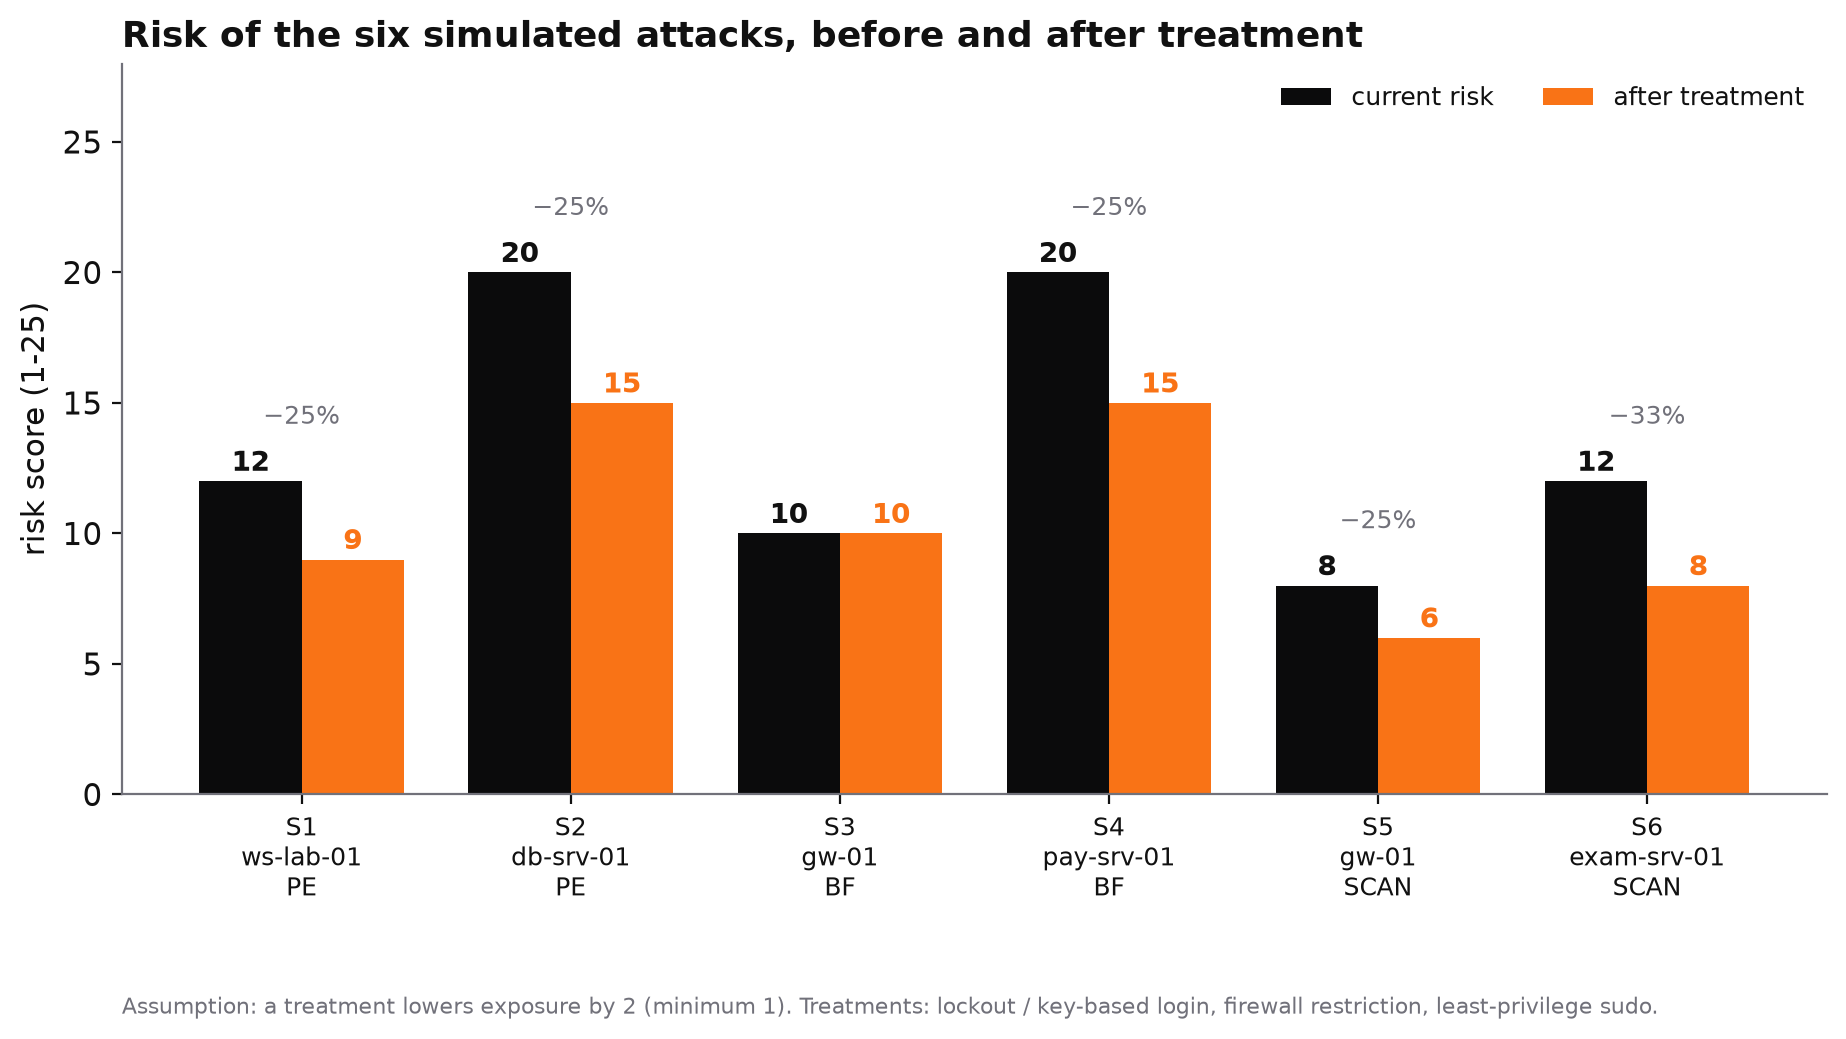 Risk of the six simulated attacks, before and after treatment
current risk
after treatment
risk score (1-25)
25
20
15
10
5
0
−25%
12
9
−25%
20
15
10
10
−25%
20
15
−25%
8
6
−33%
12
8
S1
ws-lab-01
PE
S2
db-srv-01
PE
S3
gw-01
BF
S4
pay-srv-01
BF
S5
gw-01
SCAN
S6
exam-srv-01
SCAN
Assumption: a treatment lowers exposure by 2 (minimum 1). Treatments: lockout / key-based login, firewall restriction, least-privilege sudo.